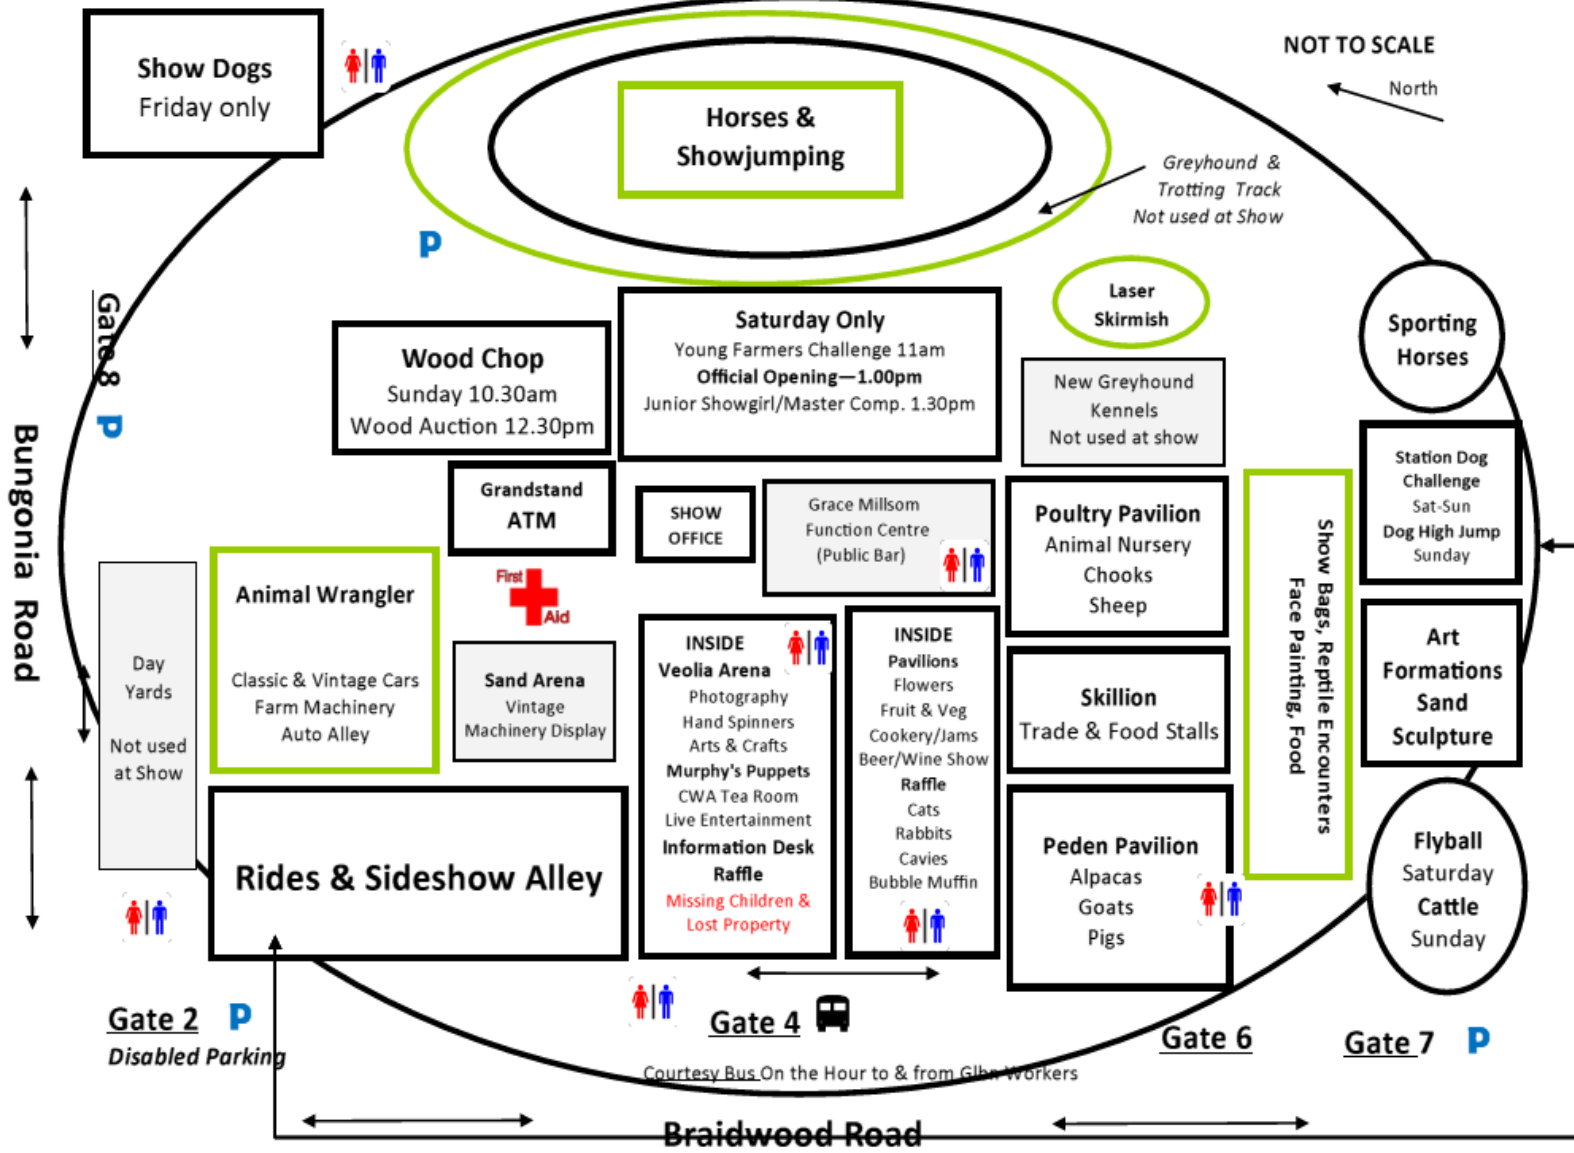 NOT TO SCALE
North
Show Dogs
Friday only
Horses &
Showjumping
Greyhound &
Trotting Track
Not used at Show
P
Gate 8
P
Bungonia Road
Laser
Skirmish
Sporting
Horses
Wood Chop
Sunday 10.30am
Wood Auction 12.30pm
Saturday Only
Young Farmers Challenge 11am
Official Opening—1.00pm
Junior Showgirl/Master Comp. 1.30pm
New Greyhound
Kennels
Not used at show
Station Dog
Challenge
Sat-Sun
Dog High Jump
Sunday
Grandstand
ATM
SHOW
OFFICE
Grace Millsom
Function Centre
(Public Bar)
Poultry Pavilion
Animal Nursery
Chooks
Sheep
Show Bags, Reptile Encounters
Face Painting, Food
Day
Yards
Not used
at Show
Animal Wrangler
Classic & Vintage Cars
Farm Machinery
Auto Alley
First
Aid
Sand Arena
Vintage
Machinery Display
INSIDE
Veolia Arena
Photography
Hand Spinners
Arts & Crafts
Murphy's Puppets
CWA Tea Room
Live Entertainment
Information Desk
Raffle
Missing Children &
Lost Property
INSIDE
Pavilions
Flowers
Fruit & Veg
Cookery/Jams
Beer/Wine Show
Raffle
Cats
Rabbits
Cavies
Bubble Muffin
Skillion
Trade & Food Stalls
Art
Formations
Sand
Sculpture
Rides & Sideshow Alley
Peden Pavilion
Alpacas
Goats
Pigs
Flyball
Saturday
Cattle
Sunday
Gate 2 P
Disabled Parking
Gate 4
Gate 6
Gate 7 P
Courtesy Bus On the Hour to & from Glbn Workers
Braidwood Road